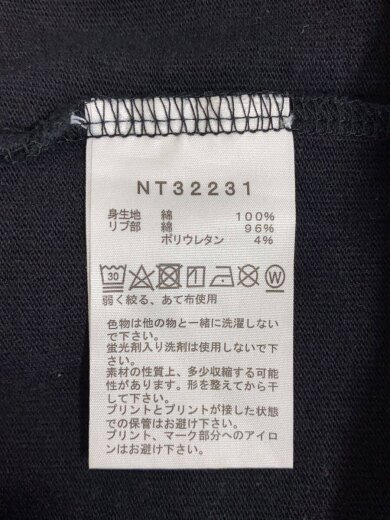 NT32231
身生地 綿 100%
リブ部 綿 96%
ポリウレタン 4%
30 W
弱く絞る、あて布使用
色物は他の物と一緒に洗濯しない
で下さい。
蛍光剤入り洗剤は使用しないで下
さい。
素材の性質上、多少収縮する可能
性があります。形を整えてから干
して下さい。
プリントとプリントが接した状態
での保管はお避け下さい。
プリント、マーク部分へのアイロ
ンはお避け下さい。